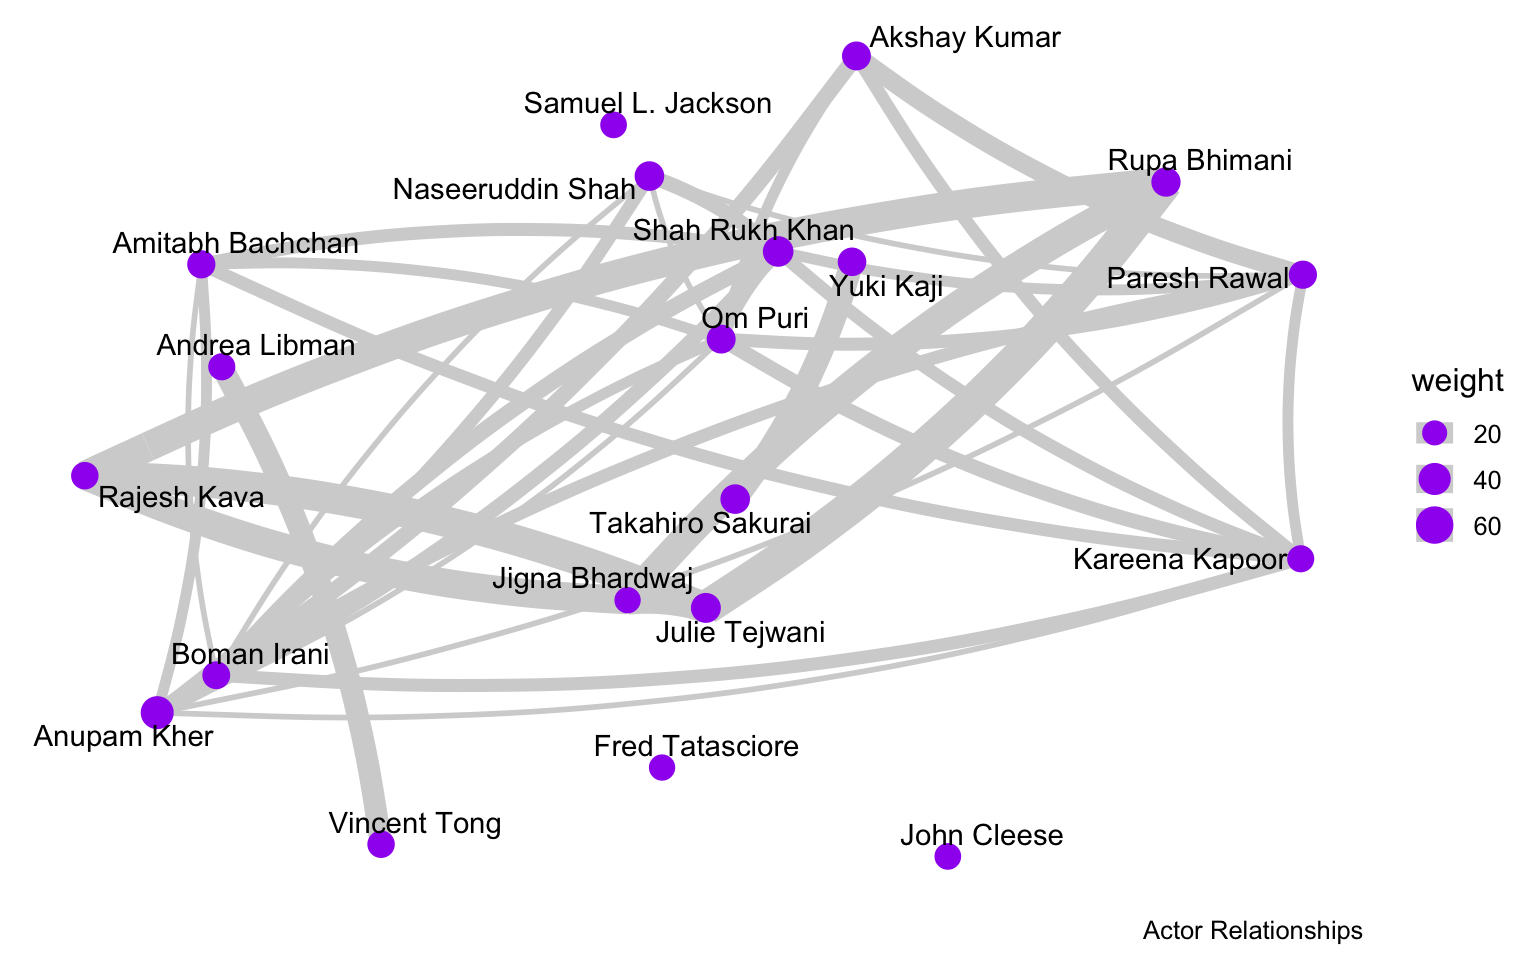 Akshay Kumar
Samuel L. Jackson
Rupa Bhimani
Naseeruddin Shah
Shah Rukh Khan
Amitabh Bachchan
Paresh Rawal
Yuki Kaji
Om Puri
Andrea Libman
weight
20
40
60
Rajesh Kava
Takahiro Sakurai
Kareena Kapoor
Jigna Bhardwaj
Julie Tejwani
Boman Irani
Anupam Kher
Fred Tatasciore
Vincent Tong
John Cleese
Actor Relationships